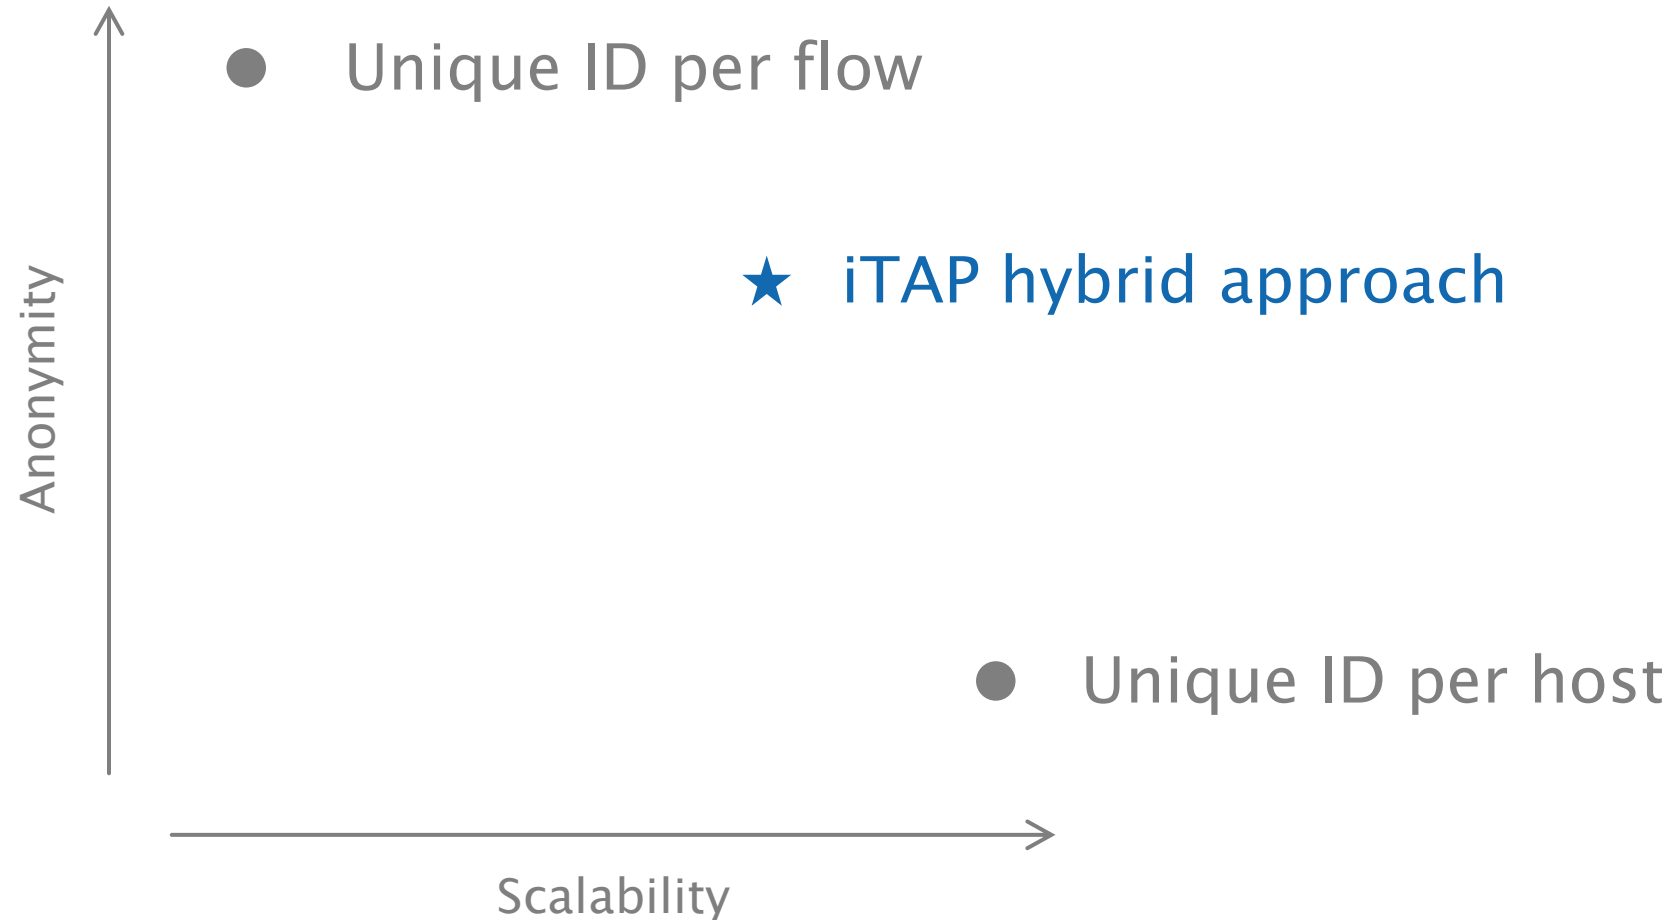 Unique ID per flow
iTAP hybrid approach
Anonymity
Unique ID per host
Scalability